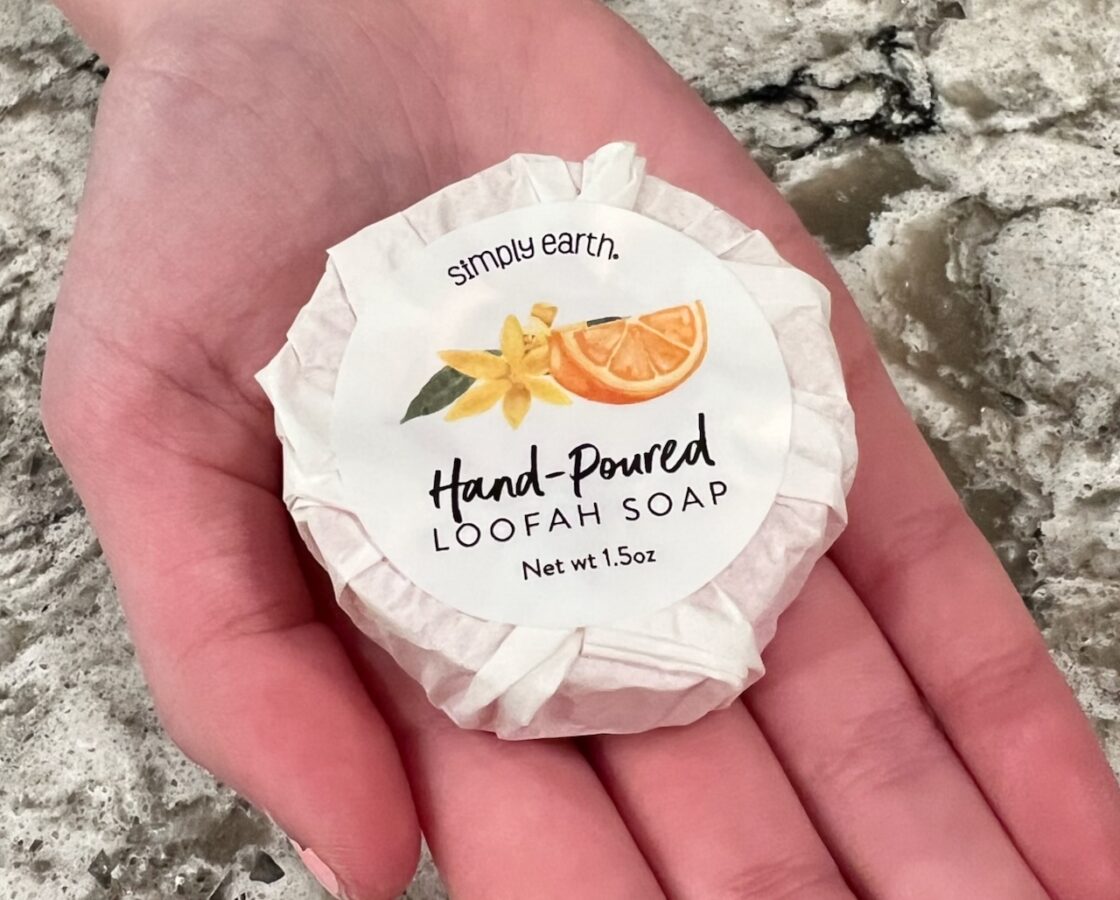 simply earth.
Hand-Poured
LOOFAH SOAP
Net wt 1.5oz